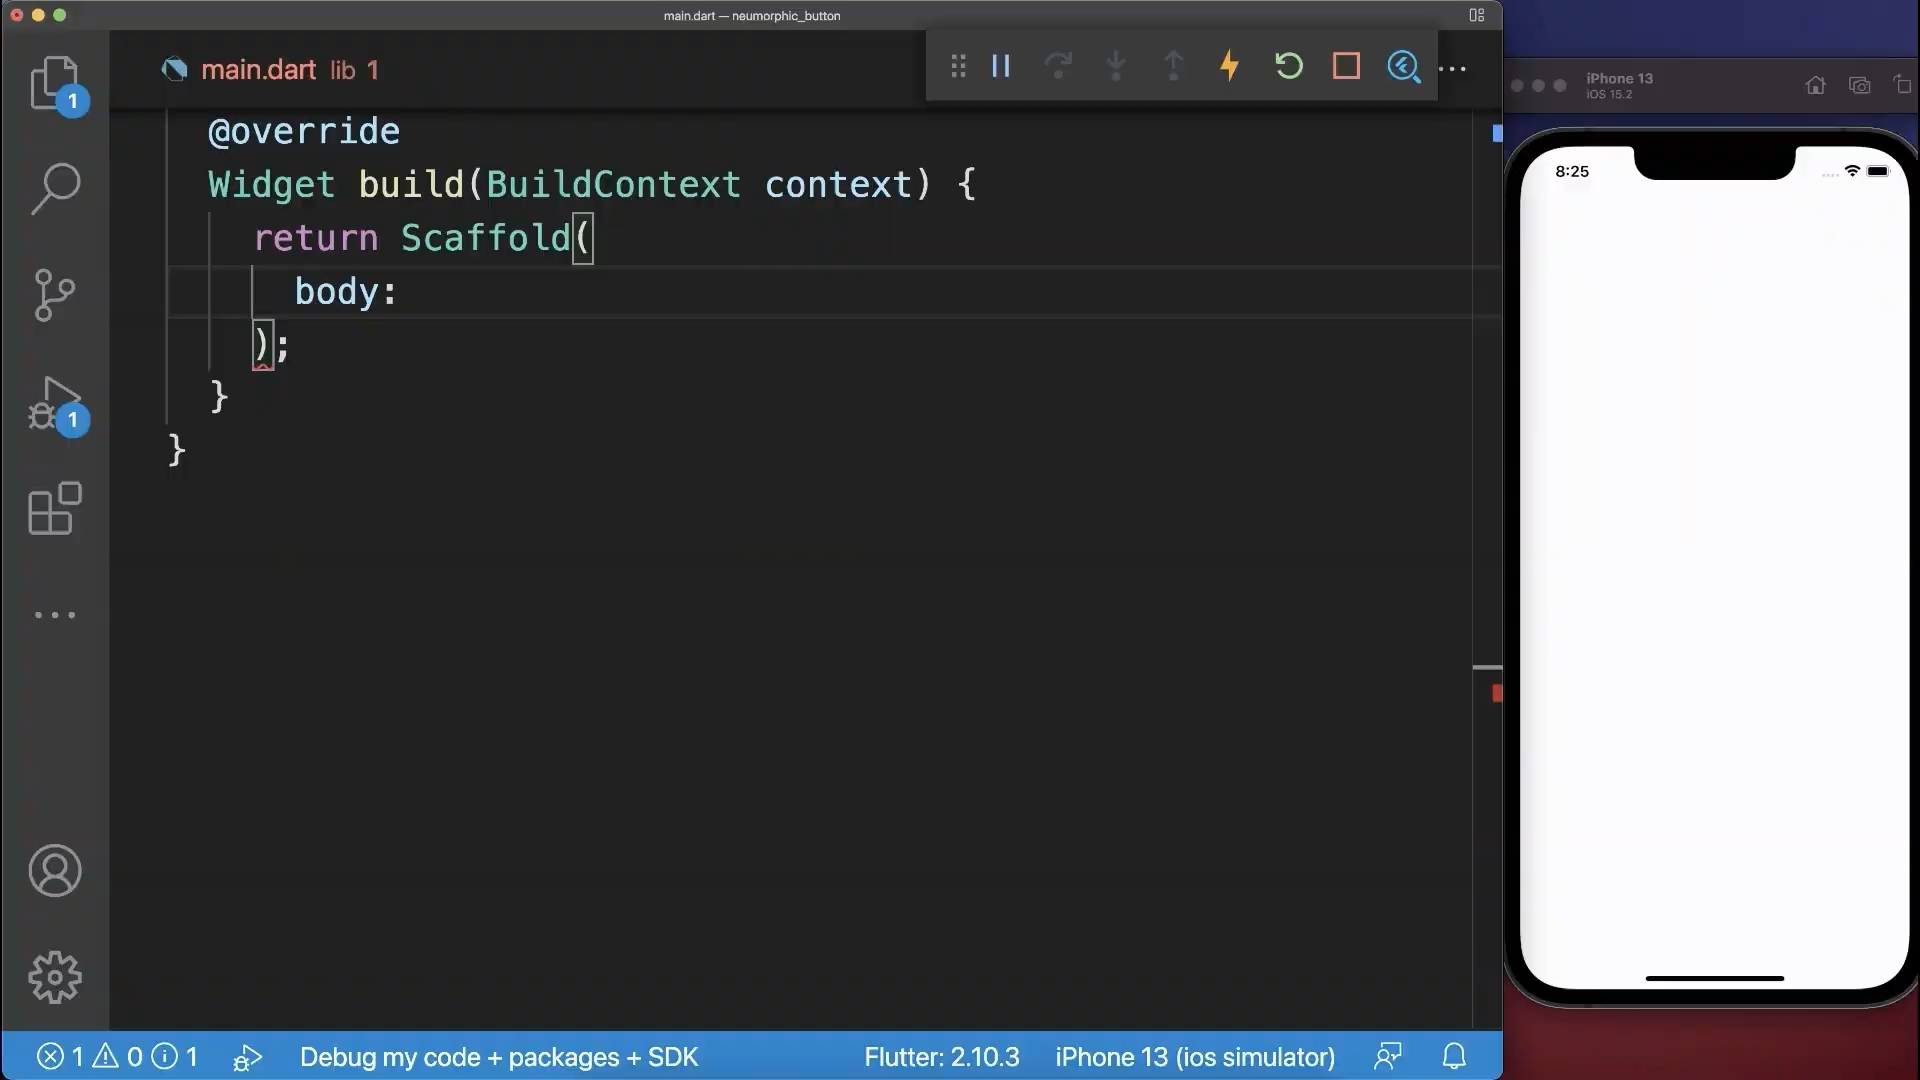 main.dart — neumorphic_button
main.dart lib 1
@override
Widget build(BuildContext context) {
return Scaffold(
body:
);
}
}
1
1
iPhone 13
iOS 15.2
8:25
1 0 1
Debug my code + packages + SDK
Flutter: 2.10.3
iPhone 13 (ios simulator)